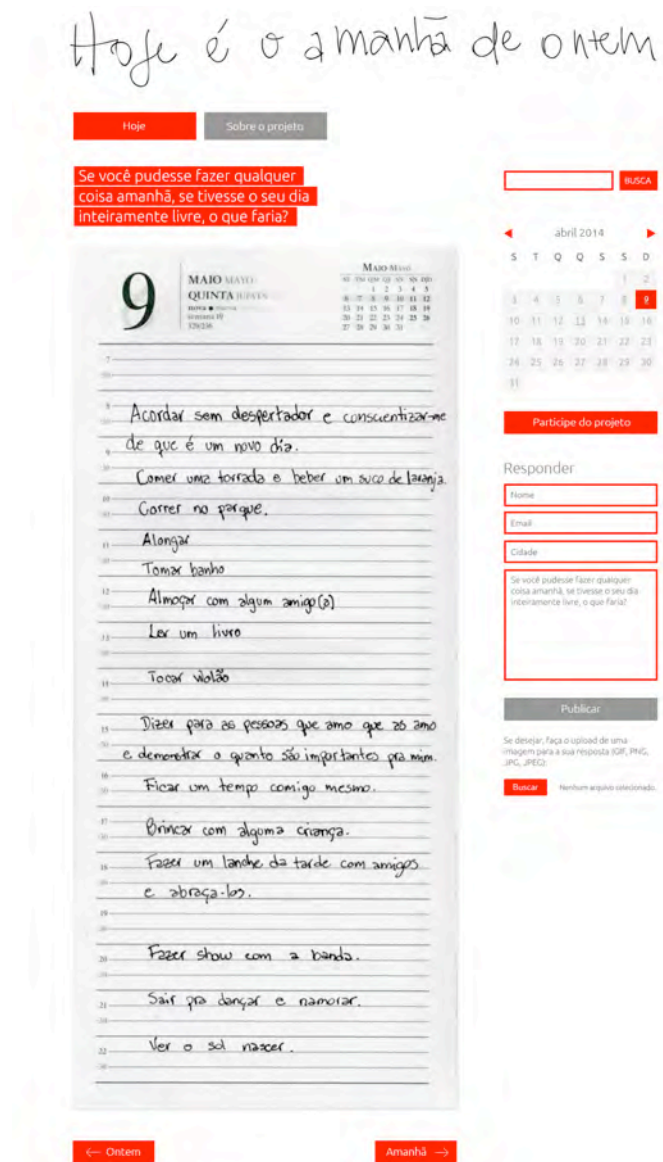 Hoje é o amanhã de ontem
Hoje
Sobre o projeto
Se você pudesse fazer qualquer
coisa amanhã, se tivesse o seu dia
inteiramente livre, o que faria?
9
MAIO MAYO
QUINTA JUEVES
semana 19
Acordar sem despertador e conscientizar-me
de que é um novo dia.
Comer uma torrada e beber um suco de laranja.
Correr no parque.
Alongar
Tomar banho
Almoçar com algum amigo(a)
Ler um livro
Tocar violão
Dizer para as pessoas que amo que as amo
e demonstrar o quanto são importantes pra mim.
Ficar um tempo comigo mesmo.
Brincar com alguma criança.
Fazer um lanche da tarde com amigos
e abraça-los.
Fazer show com a banda.
Sair pra dançar e namorar.
Ver o sol nascer.
← Ontem
Amanhã →
BUSCA
abril 2014
S T Q Q S S D
1 2
3 4 5 6 7 8 9
10 11 12 13 14 15 16
17 18 19 20 21 22 23
24 25 26 27 28 29 30
31
Participe do projeto
Responder
Nome
Email
Cidade
Se você pudesse fazer qualquer
coisa amanhã, se tivesse o seu dia
inteiramente livre, o que faria?
Publicar
Se desejar, faça o upload de uma
imagem para a sua resposta (GIF, PNG,
JPG, JPEG):
Buscar
Nenhum arquivo selecionado.